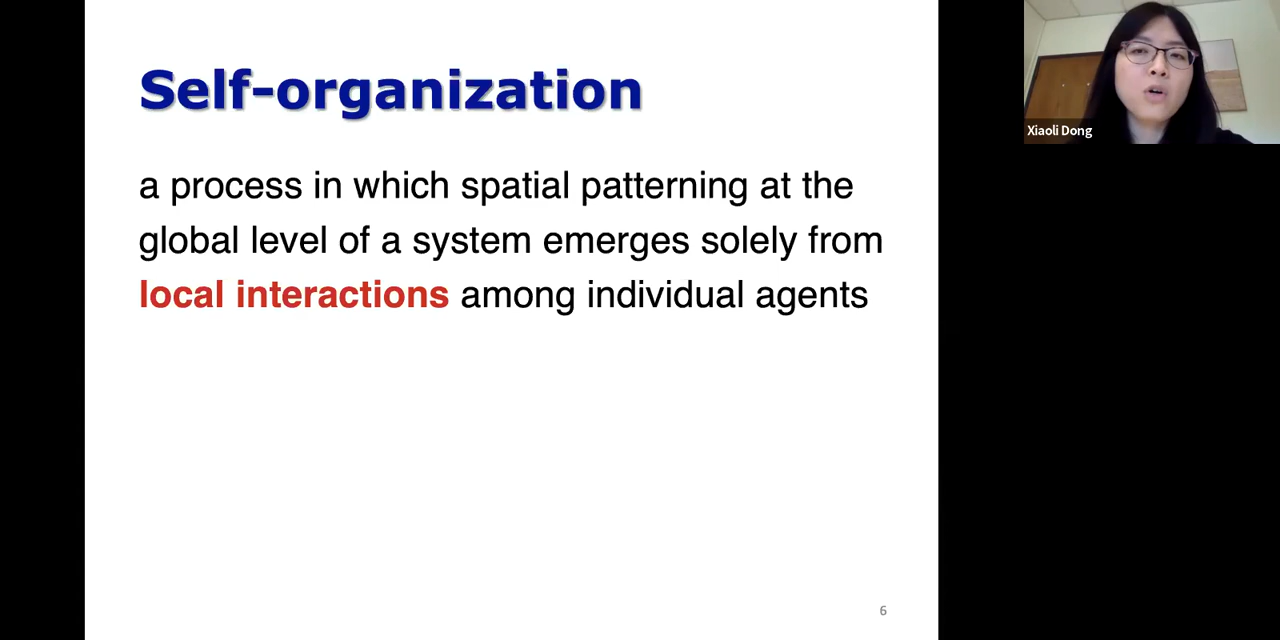 Self-organization
a process in which spatial patterning at the
global level of a system emerges solely from
local interactions among individual agents
6
Xiaoli Dong